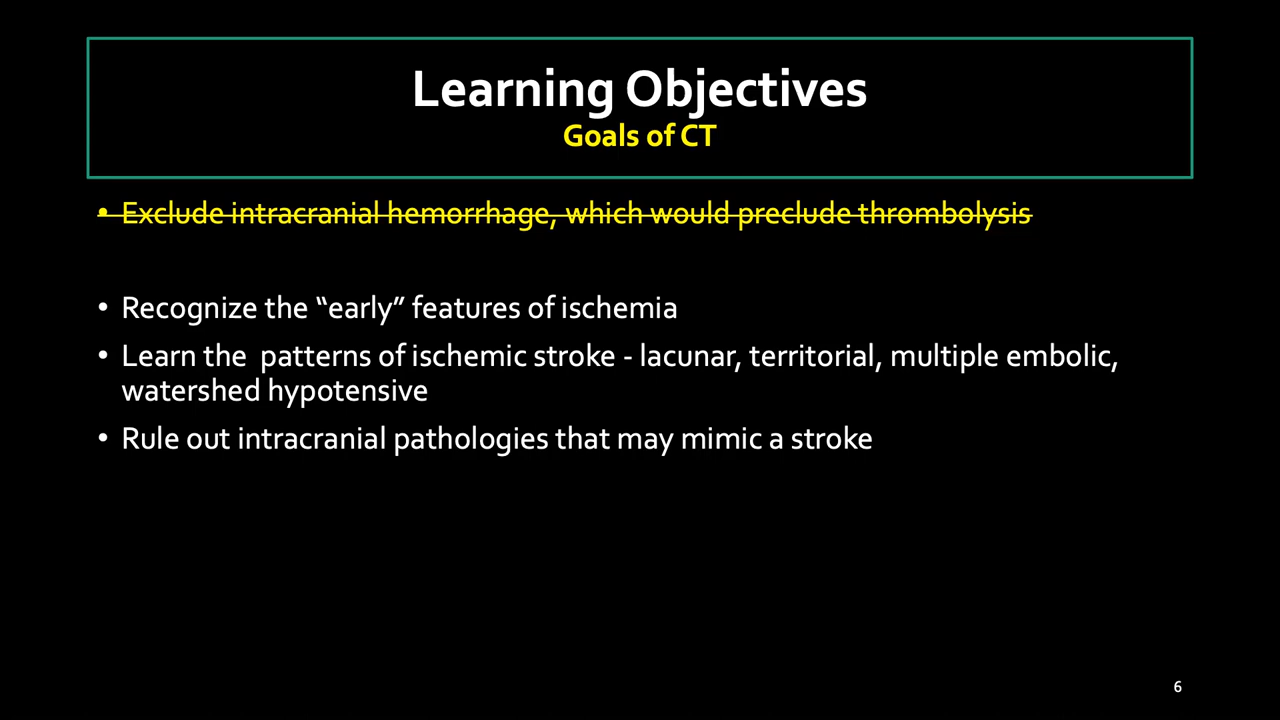 Learning Objectives
Goals of CT
• Exclude intracranial hemorrhage, which would preclude thrombolysis
• Recognize the “early” features of ischemia
• Learn the  patterns of ischemic stroke - lacunar, territorial, multiple embolic,
watershed hypotensive
• Rule out intracranial pathologies that may mimic a stroke
6